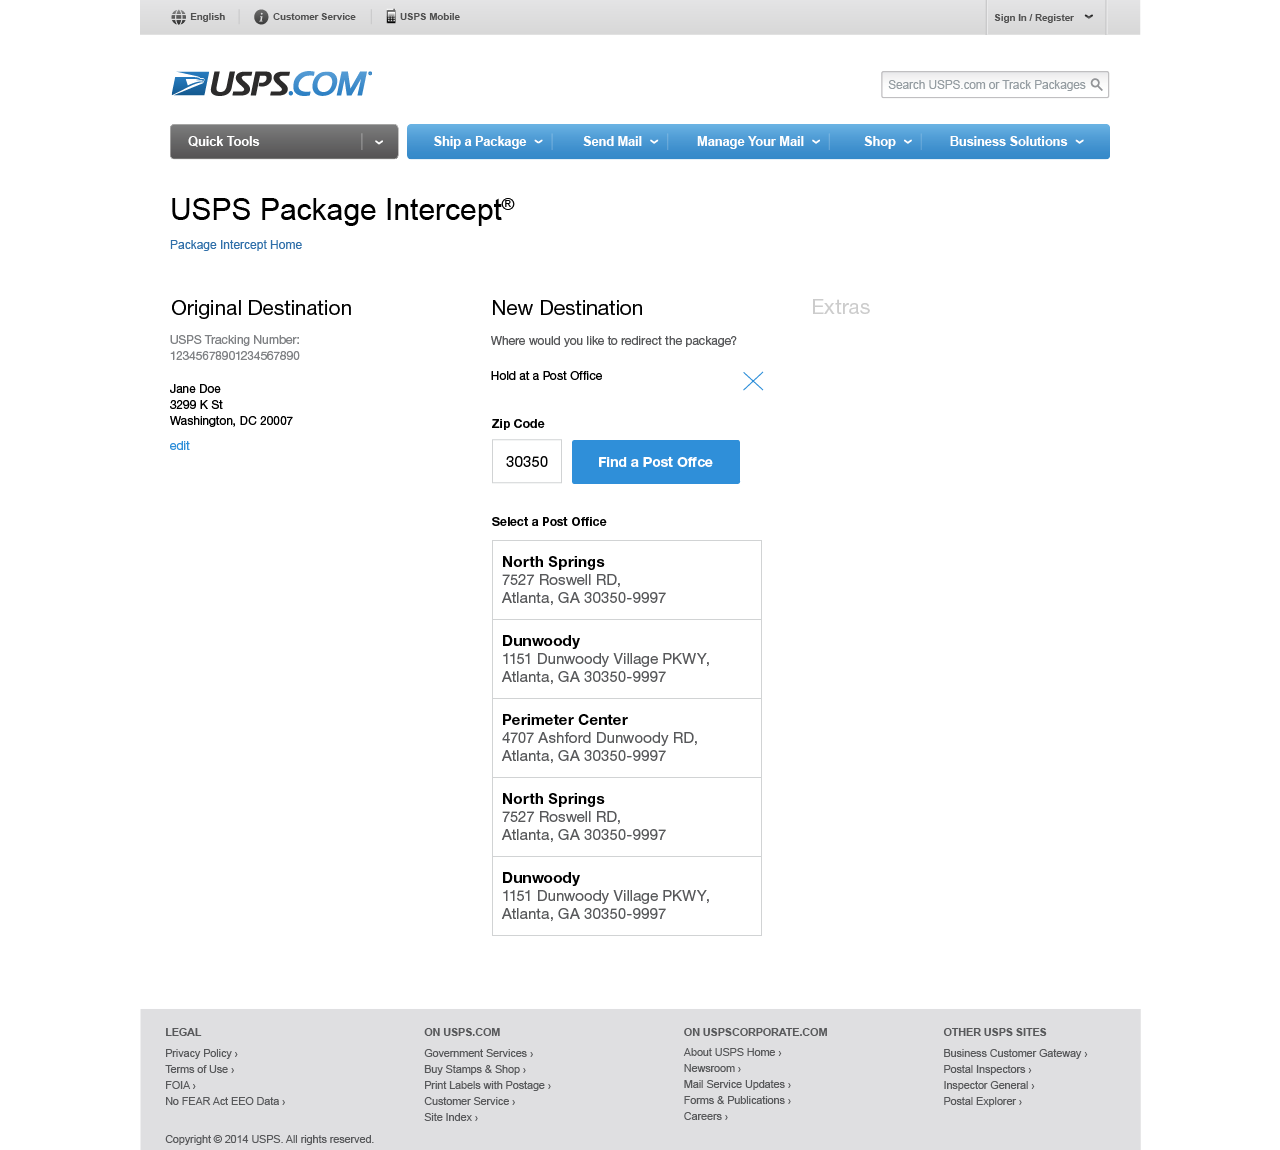 English
Customer Service
USPS Mobile
Sign In / Register
USPS.COM
Search USPS.com or Track Packages
Quick Tools
Ship a Package
Send Mail
Manage Your Mail
Shop
Business Solutions
USPS Package Intercept®
Package Intercept Home
Original Destination
USPS Tracking Number:
12345678901234567890
Jane Doe
3299 K St
Washington, DC 20007
edit
New Destination
Where would you like to redirect the package?
Hold at a Post Office
Zip Code
30350
Find a Post Offce
Select a Post Office
North Springs
7527 Roswell RD,
Atlanta, GA 30350-9997
Dunwoody
1151 Dunwoody Village PKWY,
Atlanta, GA 30350-9997
Perimeter Center
4707 Ashford Dunwoody RD,
Atlanta, GA 30350-9997
North Springs
7527 Roswell RD,
Atlanta, GA 30350-9997
Dunwoody
1151 Dunwoody Village PKWY,
Atlanta, GA 30350-9997
Extras
LEGAL
Privacy Policy ›
Terms of Use ›
FOIA ›
No FEAR Act EEO Data ›
ON USPS.COM
Government Services ›
Buy Stamps & Shop ›
Print Labels with Postage ›
Customer Service ›
Site Index ›
ON USPSCORPORATE.COM
About USPS Home ›
Newsroom ›
Mail Service Updates ›
Forms & Publications ›
Careers ›
OTHER USPS SITES
Business Customer Gateway ›
Postal Inspectors ›
Inspector General ›
Postal Explorer ›
Copyright © 2014 USPS. All rights reserved.